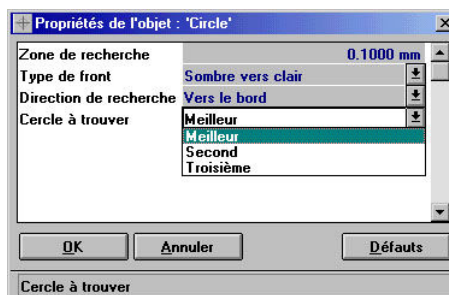 Propriétés de l'objet : 'Circle'
Zone de recherche 0.1000 mm
Type de front Sombre vers clair
Direction de recherche Vers le bord
Cercle à trouver Meilleur
Meilleur
Second
Troisième
OK Annuler Défauts
Cercle à trouver